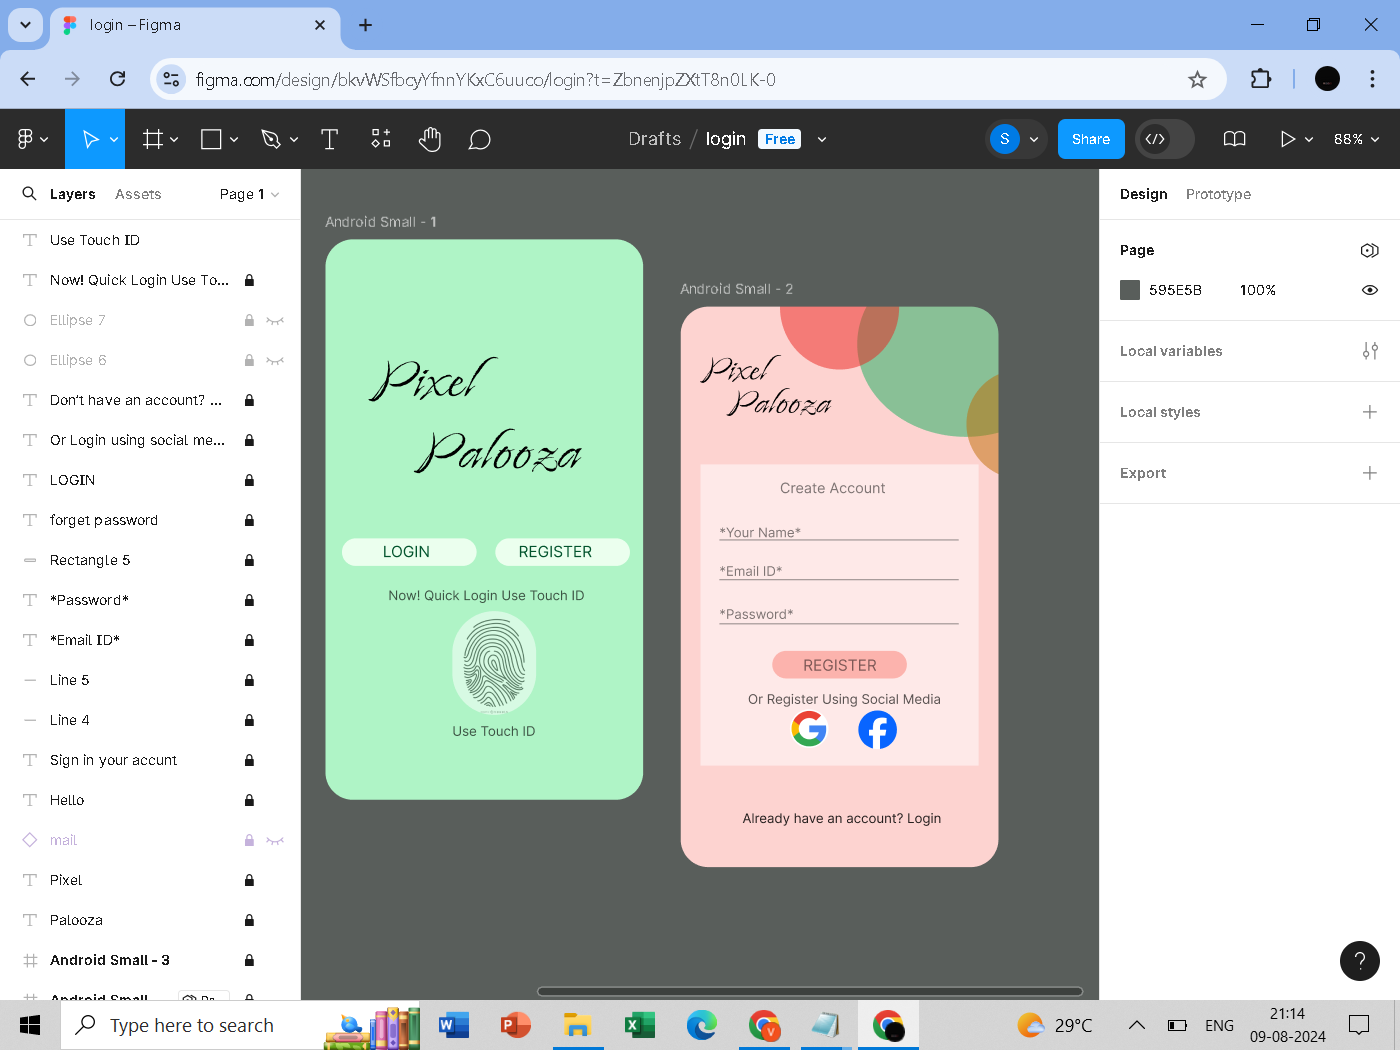 login – Figma
figma.com/design/bkvWSfbcyYfnnYKxC6uuco/login?t=ZbnenjpZXtT8n0LK-0
Drafts / login Free
S
Share
88%
Layers Assets Page 1
Use Touch ID
Now! Quick Login Use To...
Ellipse 7
Ellipse 6
Don't have an account? ...
Or Login using social me...
LOGIN
forget password
Rectangle 5
*Password*
*Email ID*
Line 5
Line 4
Sign in your accunt
Hello
mail
Pixel
Palooza
Android Small - 3
Android Small
Android Small - 1
Pixel
Palooza
LOGIN REGISTER
Now! Quick Login Use Touch ID
Use Touch ID
Android Small - 2
Pixel
Palooza
Create Account
*Your Name*
*Email ID*
*Password*
REGISTER
Or Register Using Social Media
Already have an account? Login
Design Prototype
Page
595E5B 100%
Local variables
Local styles
Export
?
Type here to search
29°C
ENG
21:14
09-08-2024